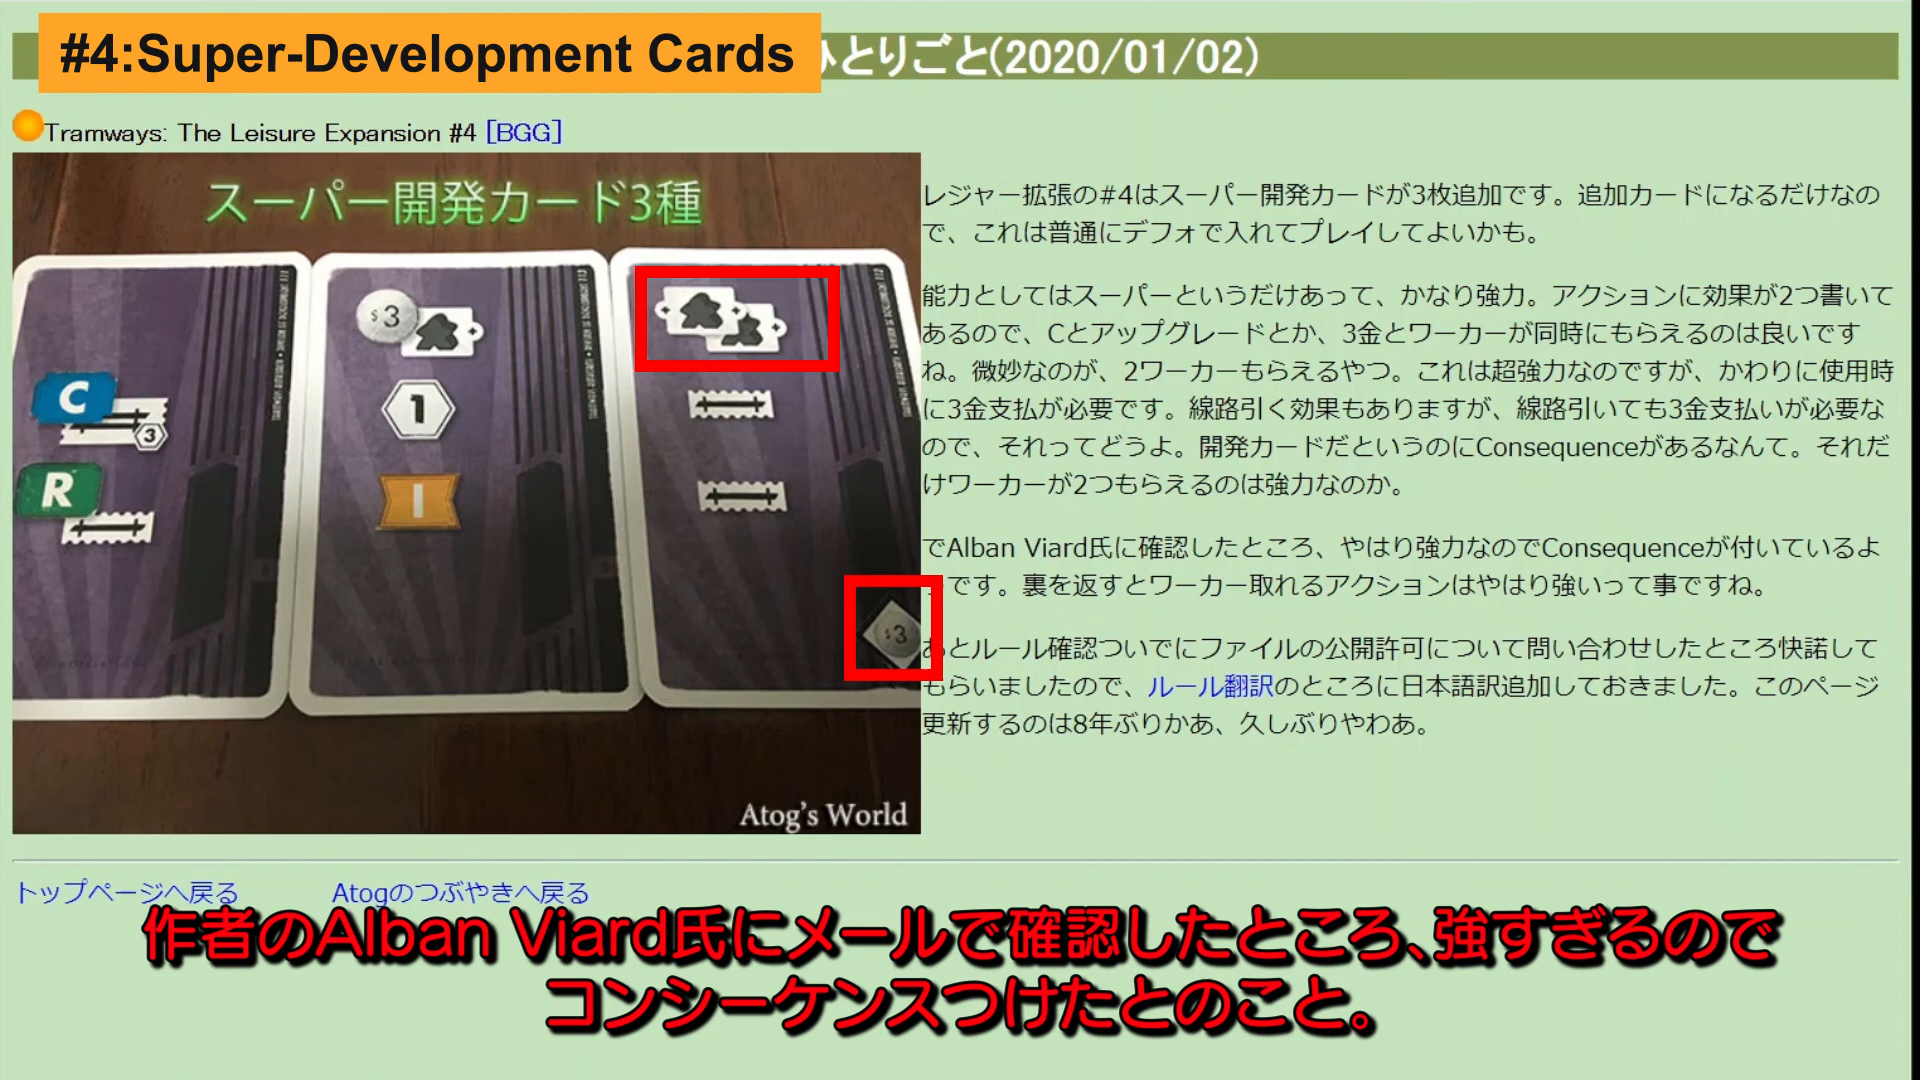 #4:Super-Development Cards
ひとりごと(2020/01/02)
Tramways: The Leisure Expansion #4 [BGG]
スーパー開発カード3種
$3
C
1
3
R
I
$3
Atog's World
レジャー拡張の#4はスーパー開発カードが3枚追加です。追加カードになるだけなの
で、これは普通にデフォで入れてプレイしてよいかも。
能力としてはスーパーというだけあって、かなり強力。アクションに効果が2つ書いて
あるので、Cとアップグレードとか、3金とワーカーが同時にもらえるのは良いです
ね。微妙なのが、2ワーカーもらえるやつ。これは超強力なのですが、かわりに使用時
に3金支払が必要です。線路引く効果もありますが、線路引いても3金支払いが必要な
ので、それってどうよ。開発カードだというのにConsequenceがあるなんて。それだ
けワーカーが2つもらえるのは強力なのか。
でAlban Viard氏に確認したところ、やはり強力なのでConsequenceが付いているよ
です。裏を返すとワーカー取れるアクションはやはり強いって事ですね。
あとルール確認ついでにファイルの公開許可について問い合わせしたところ快諾して
もらいましたので、ルール翻訳のところに日本語訳追加しておきました。このページ
更新するのは8年ぶりかあ、久しぶりやわあ。
トップページへ戻る Atogのつぶやきへ戻る
作者のAlban Viard氏にメールで確認したところ、強すぎるので
コンシーケンスつけたとのこと。